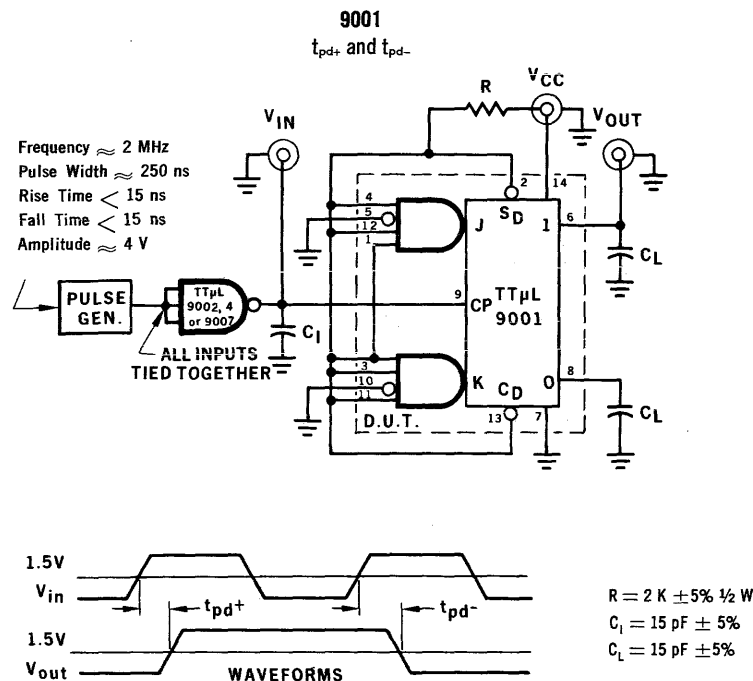 9001
tpd+ and tpd–
R
VCC
VIN
VOUT
Frequency ≈ 2 MHz
Pulse Width ≈ 250 ns
Rise Time < 15 ns
Fall Time < 15 ns
Amplitude ≈ 4 V
2
14
4
5
12
1
J
SD
1
6
CL
PULSE
GEN.
TTμL
9002, 4
or 9007
CI
9
CP
TTμL
9001
ALL INPUTS
TIED TOGETHER
3
10
11
K
CD
0
8
D.U.T.
13
7
CL
1.5V
Vin
tpd+
tpd-
1.5V
Vout
WAVEFORMS
R = 2 K ±5% ½ W
CI = 15 pF ± 5%
CL = 15 pF ±5%